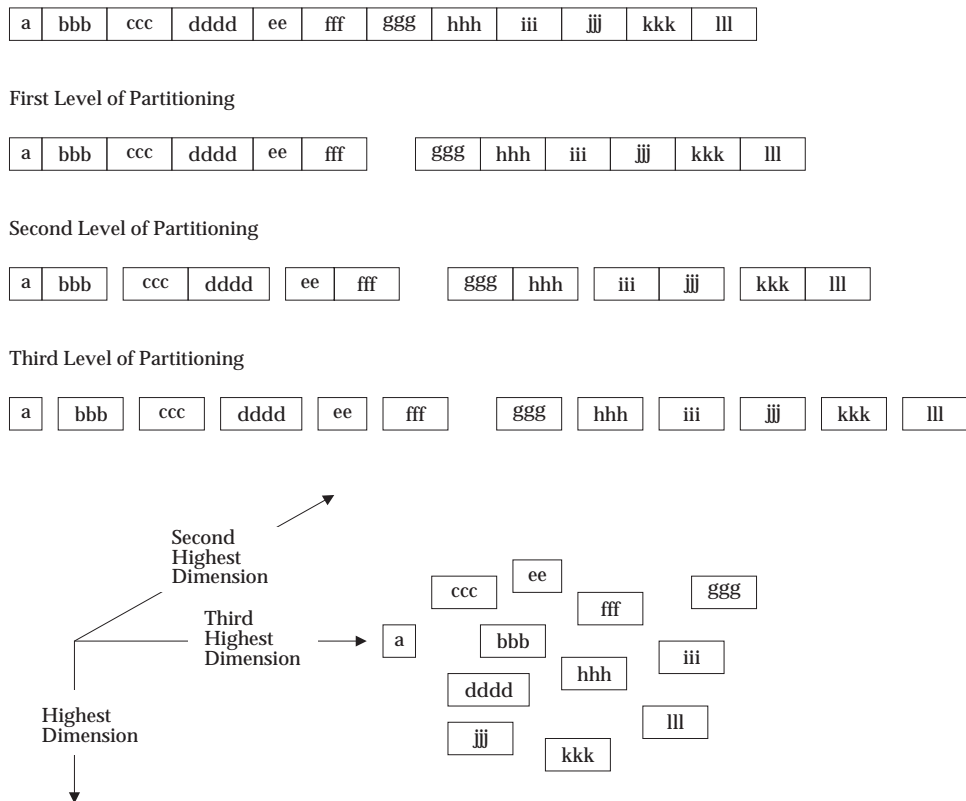 a bbb ccc dddd ee fff ggg hhh iii jjj kkk lll
First Level of Partitioning
a bbb ccc dddd ee fff ggg hhh iii jjj kkk lll
Second Level of Partitioning
a bbb ccc dddd ee fff ggg hhh iii jjj kkk lll
Third Level of Partitioning
a bbb ccc dddd ee fff ggg hhh iii jjj kkk lll
Second
Highest
Dimension
Third
Highest
Dimension
Highest
Dimension
ee
ccc ggg
fff
a bbb
iii
hhh
dddd
lll
jjj
kkk